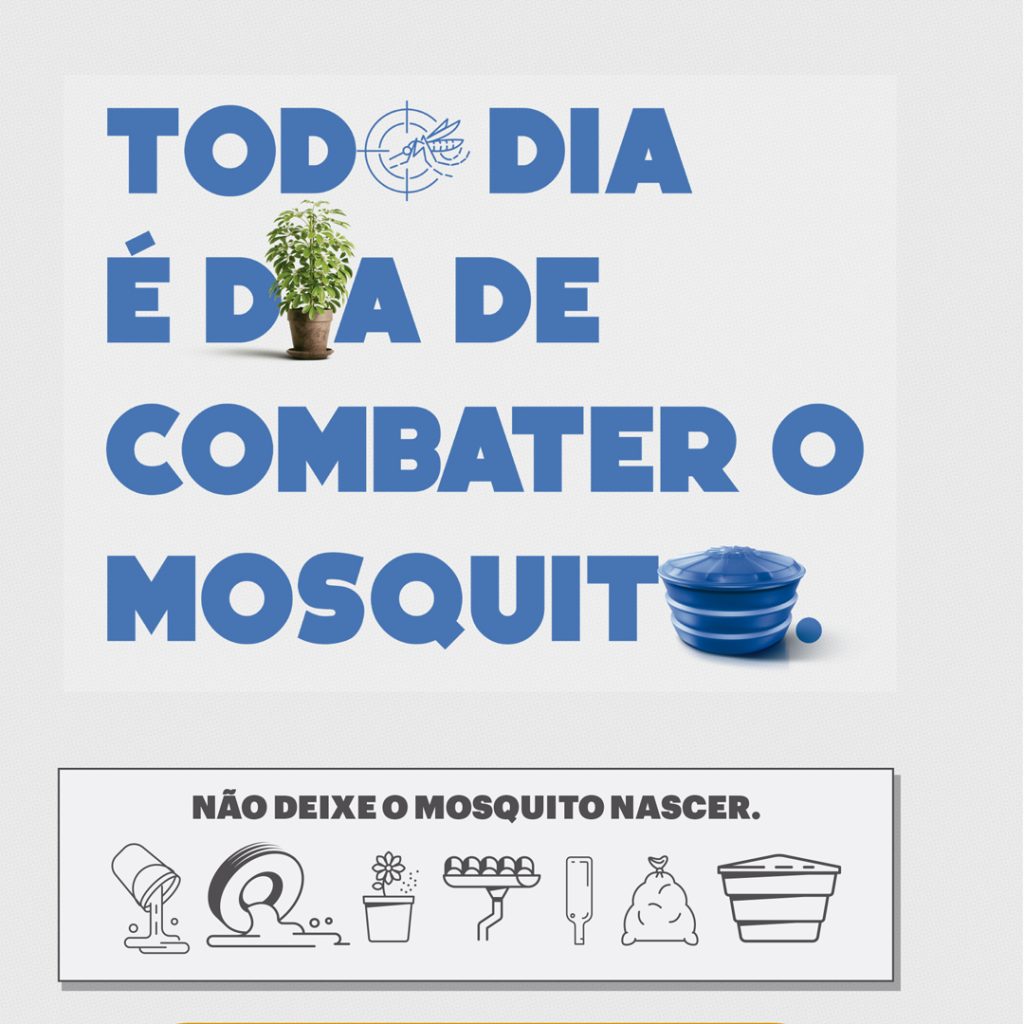 TODO DIA
É DIA DE
COMBATER O
MOSQUITO.
NÃO DEIXE O MOSQUITO NASCER.